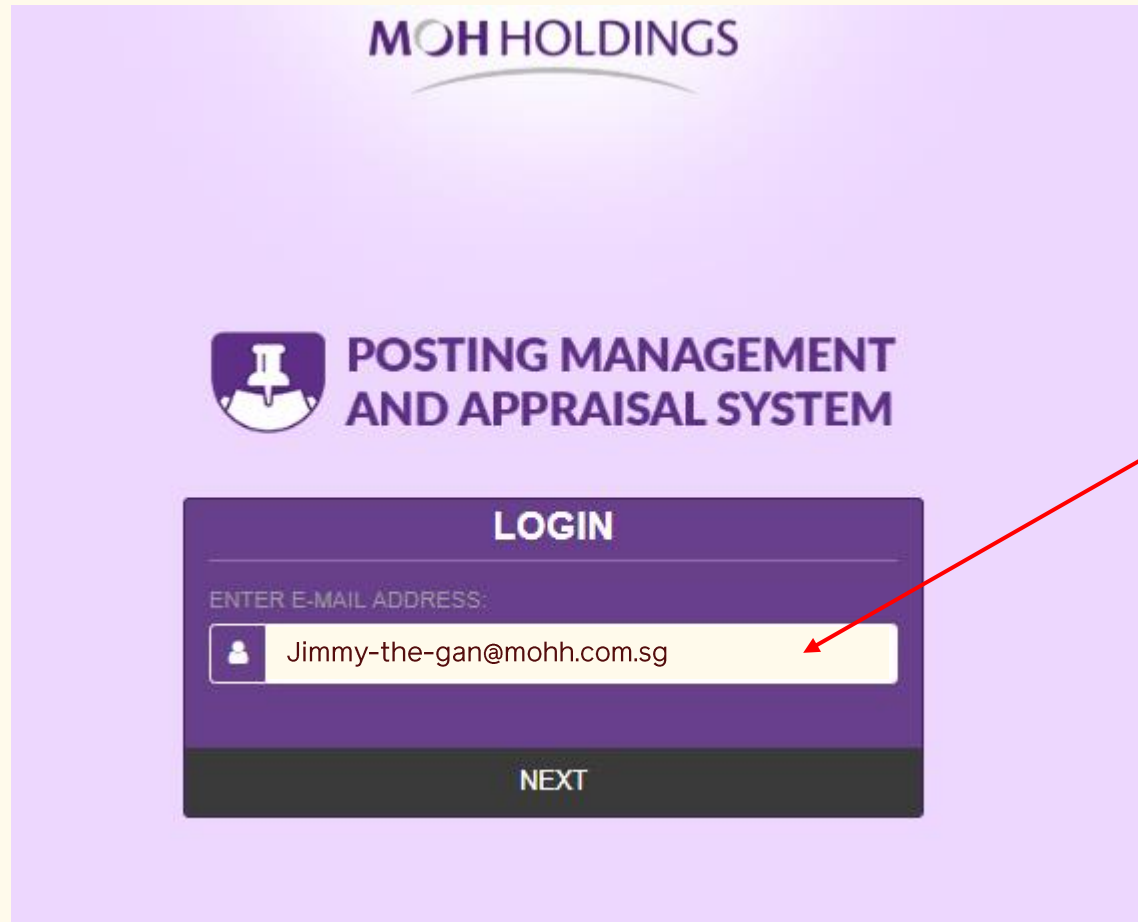 MOH HOLDINGS
POSTING MANAGEMENT
AND APPRAISAL SYSTEM
LOGIN
ENTER E-MAIL ADDRESS:
Jimmy-the-gan@mohh.com.sg
NEXT